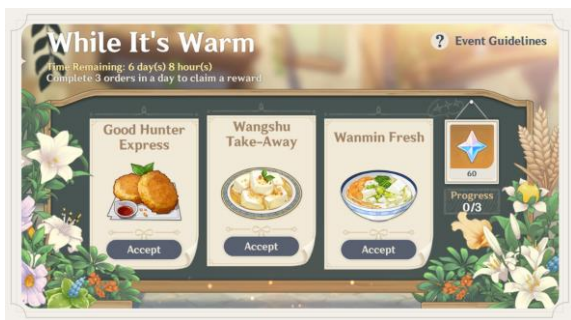 While It's Warm
Time Remaining: 6 day(s) 8 hour(s)
Complete 3 orders in a day to claim a reward
? Event Guidelines
Good Hunter
Express
Accept
Wangshu
Take-Away
Accept
Wanmin Fresh
Accept
60
Progress
0/3